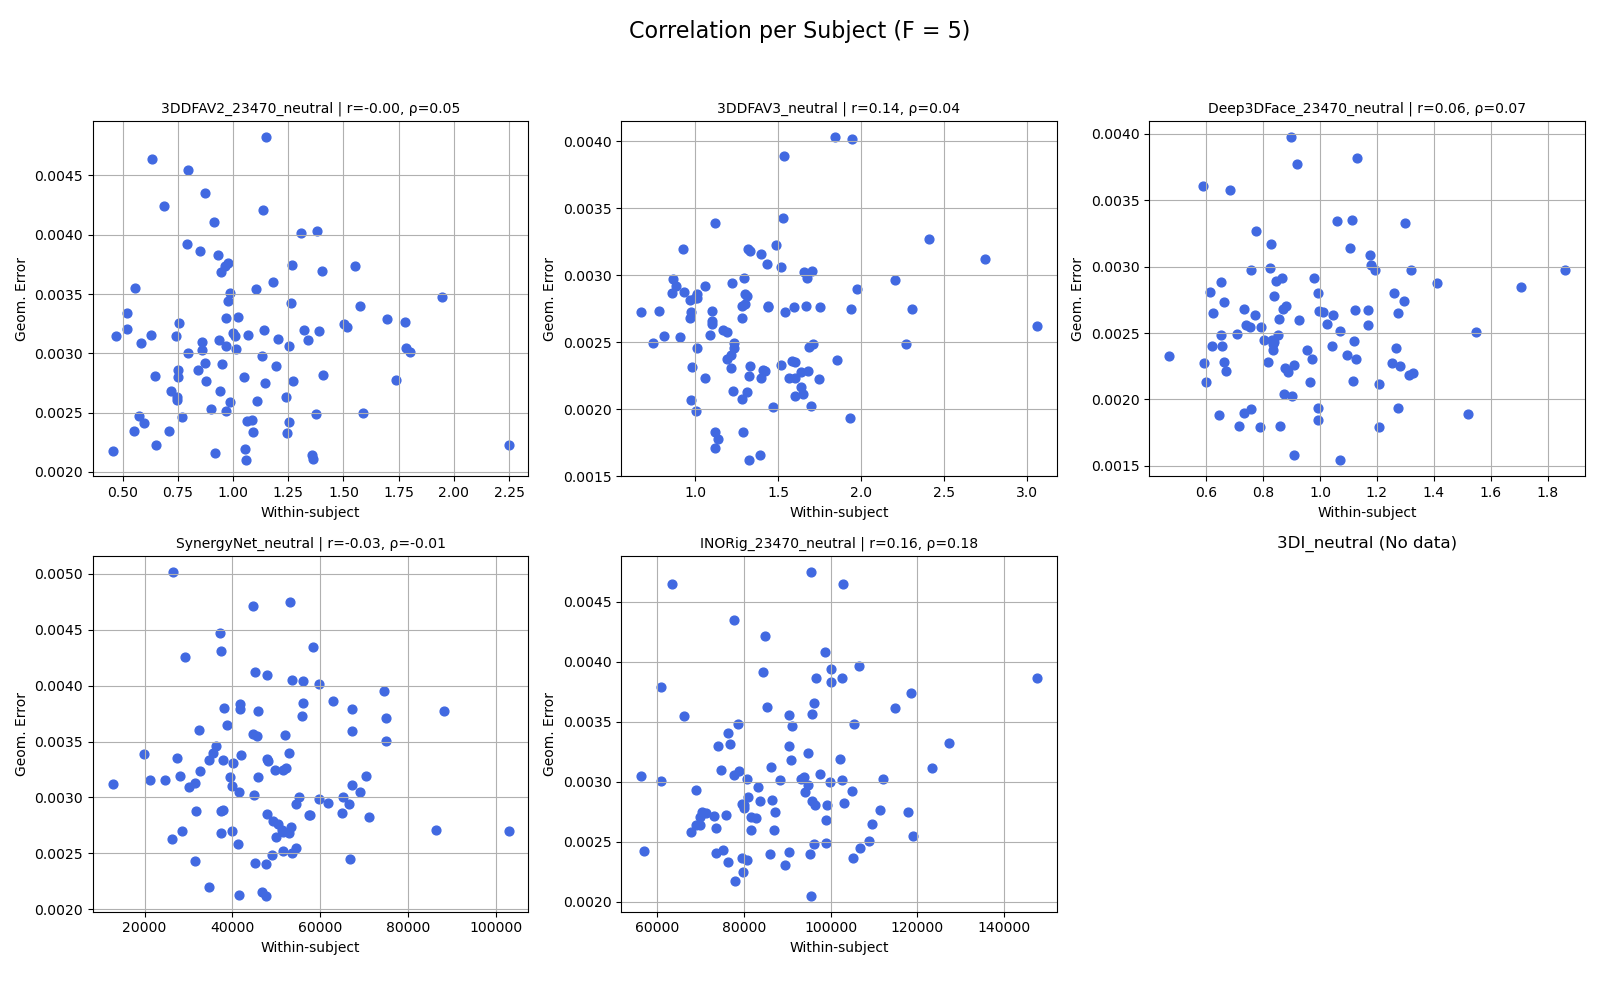 Correlation per Subject (F = 5)
3DDFAV2_23470_neutral | r=-0.00, ρ=0.05
0.0045
0.0040
0.0035
0.0030
0.0025
0.0020
Geom. Error
0.50 0.75 1.00 1.25 1.50 1.75 2.00 2.25
Within-subject
3DDFAV3_neutral | r=0.14, ρ=0.04
0.0040
0.0035
0.0030
0.0025
0.0020
0.0015
Geom. Error
1.0 1.5 2.0 2.5 3.0
Within-subject
Deep3DFace_23470_neutral | r=0.06, ρ=0.07
0.0040
0.0035
0.0030
0.0025
0.0020
0.0015
Geom. Error
0.6 0.8 1.0 1.2 1.4 1.6 1.8
Within-subject
SynergyNet_neutral | r=-0.03, ρ=-0.01
0.0050
0.0045
0.0040
0.0035
0.0030
0.0025
0.0020
Geom. Error
20000 40000 60000 80000 100000
Within-subject
INORig_23470_neutral | r=0.16, ρ=0.18
0.0045
0.0040
0.0035
0.0030
0.0025
0.0020
Geom. Error
60000 80000 100000 120000 140000
Within-subject
3DI_neutral (No data)